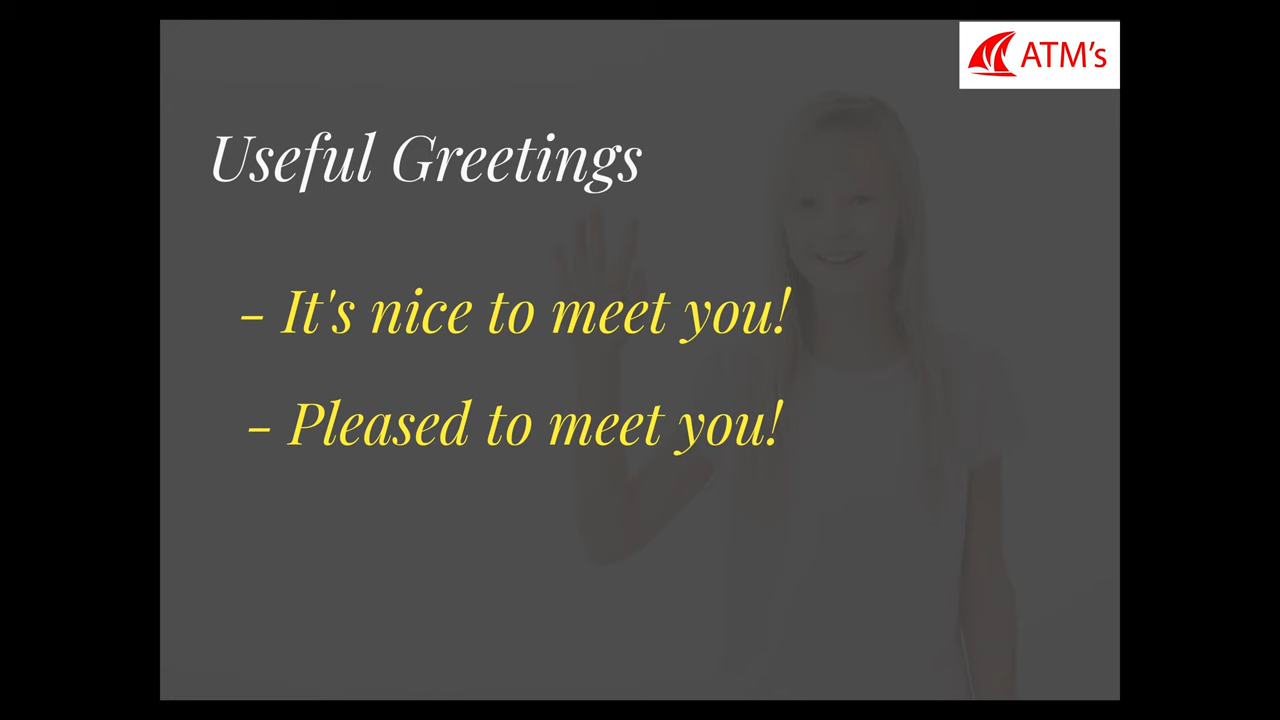 ATM's
Useful Greetings
- It's nice to meet you!
- Pleased to meet you!